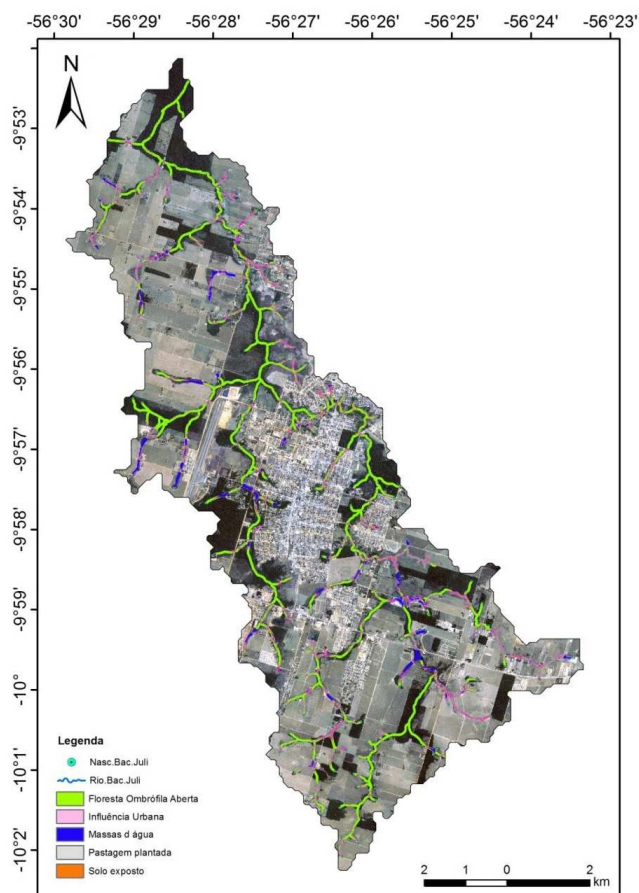 -56°30' -56°29' -56°28' -56°27' -56°26' -56°25' -56°24' -56°23'
N
-9°53'
-9°54'
-9°55'
-9°56'
-9°57'
-9°58'
-9°59'
-10°
-10°1'
-10°2'
Legenda
Nasc.Bac.Juli
Rio.Bac.Juli
Floresta Ombrófila Aberta
Influência Urbana
Massas d água
Pastagem plantada
Solo exposto
2 1 0 2
km